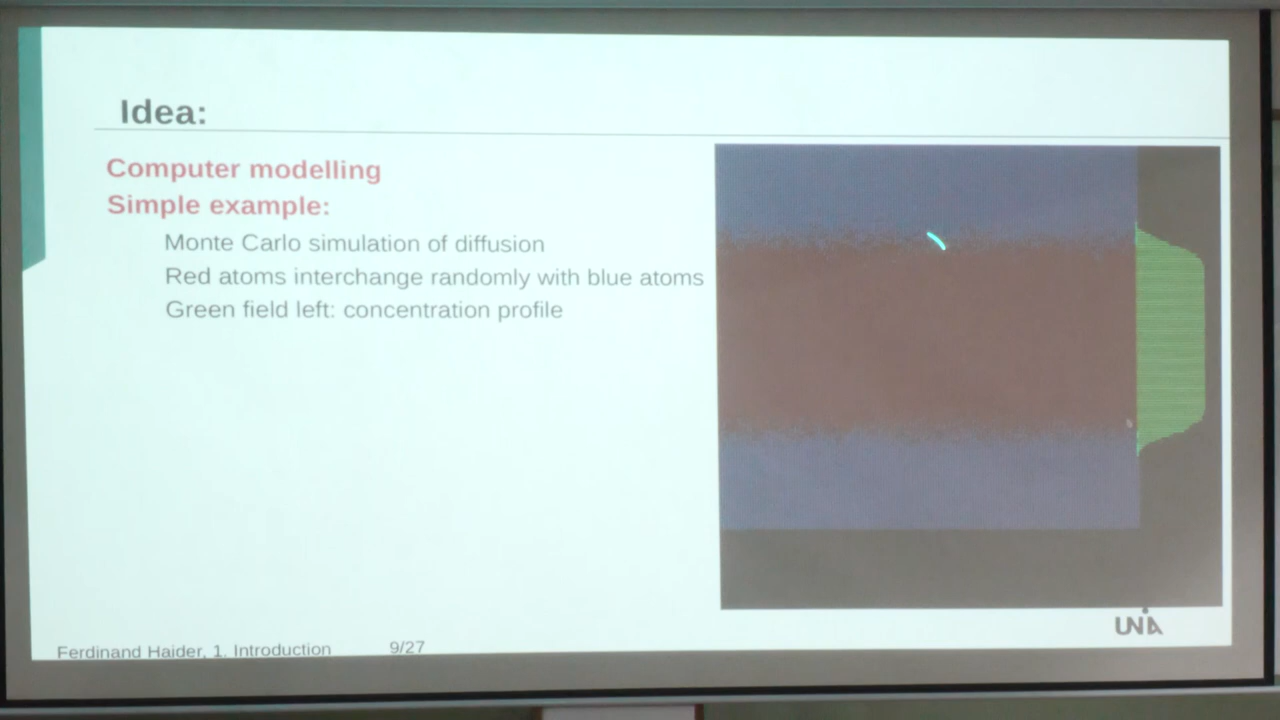 Idea:
Computer modelling
Simple example:
Monte Carlo simulation of diffusion
Red atoms interchange randomly with blue atoms
Green field left: concentration profile
UNIA
Ferdinand Haider, 1. Introduction 9/27